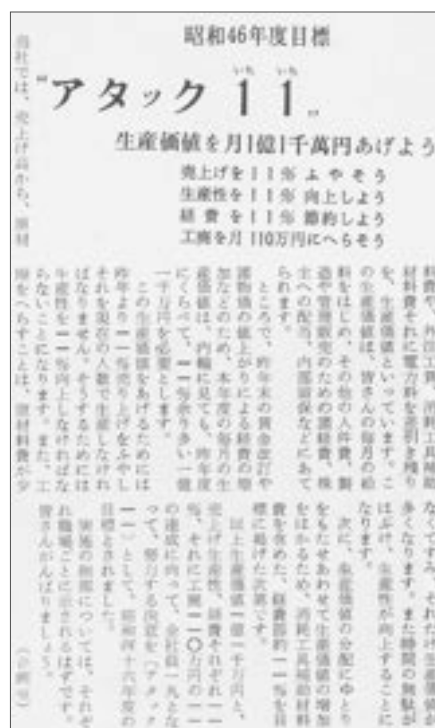 昭和46年度目標
いち いち
"アタック11"
生産価値を月1億1千萬円あげよう
売上げを11%ふやそう
生産性を11%向上しよう
経費を11%節約しよう
工廃を月110万円にへらそう
当社では、売上げ高から、原材
料費や、外注工費、消耗工具補助
材料費それに電力料を差引き残り
を、生産価値といっています。こ
の生産価値は、皆さんの毎月の給
料をはじめ、その他の人件費、製
造や管理販売のための諸経費、株
主への配当、内部留保などにあて
られます。
ところで、昨年末の賃金改訂や
諸物価の値上がりによる経費の増
加などのため、本年度の毎月の生
産価値は、内輪に見ても、昨年度
にくらべて、一一%余り多い一億
一千万円を必要とします。
この生産価値をあげるためには
昨年より一一%売り上げをふやし
それを現在の人数で生産しなけれ
ばなりません。そうするためには
生産性を一一%向上しなければな
らないことになります。また、工
廃をへらすことは、原材料費が少
なくてすみ、それだけ生産価値が
多くなります。また時間の無駄が
はぶけ、生産性が向上することに
なります。
次に、生産価値の分配にゆとり
をもたせあわせて生産価値の増加
をはかるため、消耗工具補助材料
費を含めた、経費節約一一%を目
標に掲げた次第です。
以上生産価値一億一千万円と、
売上げ生産性、経費それぞれ一一
%、それに工廃一一〇万円の一一
の達成に向って、全社員一丸とな
って、努力する決意を(アタック
一一)として、昭和四十六年度の
目標とされました。
実施の細部については、それぞ
れ職場ごとに示されるはずです。
皆さんがんばりましょう。
(企画室)